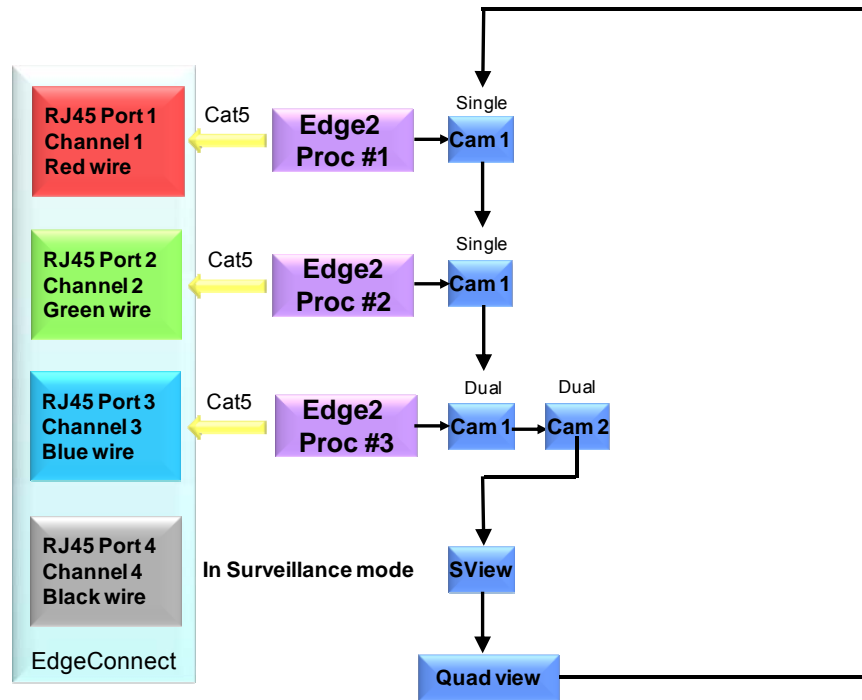 Single
RJ45 Port 1
Channel 1
Red wire
Cat5
Edge2
Proc #1
Cam 1
Single
RJ45 Port 2
Channel 2
Green wire
Cat5
Edge2
Proc #2
Cam 1
Dual
Dual
RJ45 Port 3
Channel 3
Blue wire
Cat5
Edge2
Proc #3
Cam 1
Cam 2
RJ45 Port 4
Channel 4
Black wire
In Surveillance mode
SView
EdgeConnect
Quad view